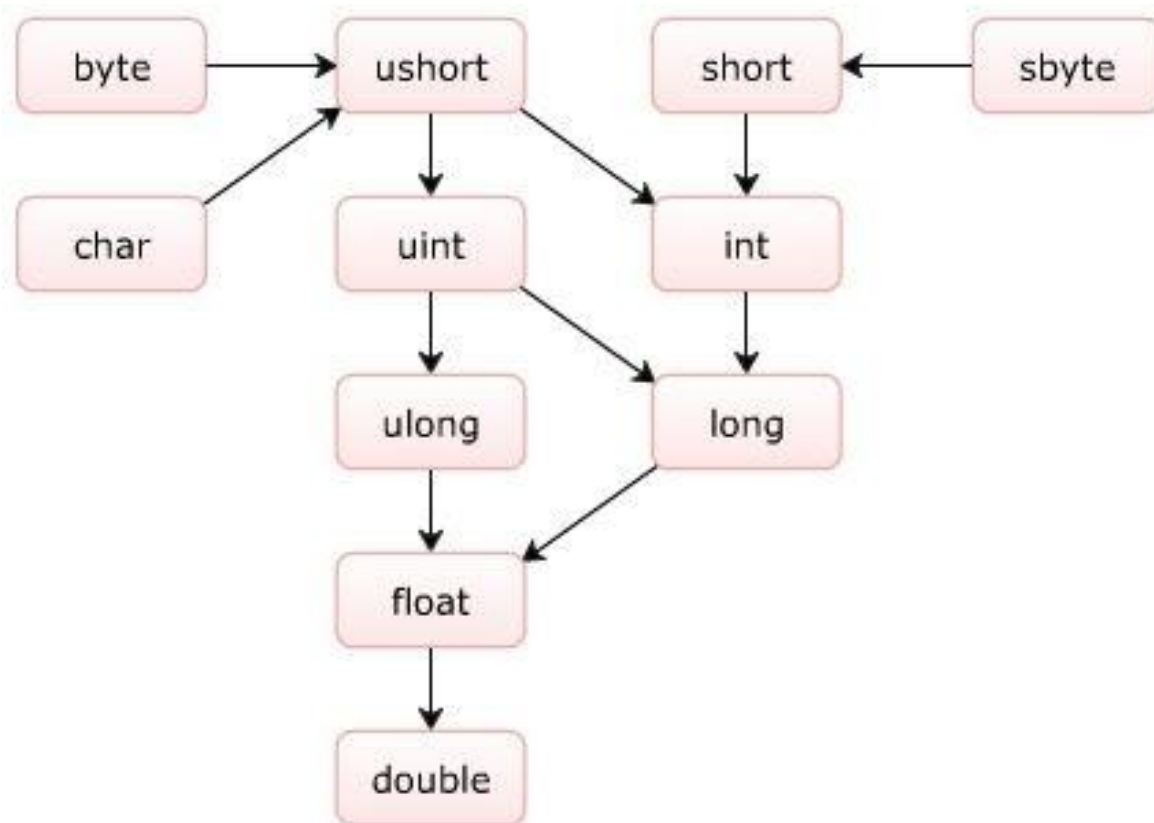 byte
ushort
short
sbyte
char
uint
int
ulong
long
float
double